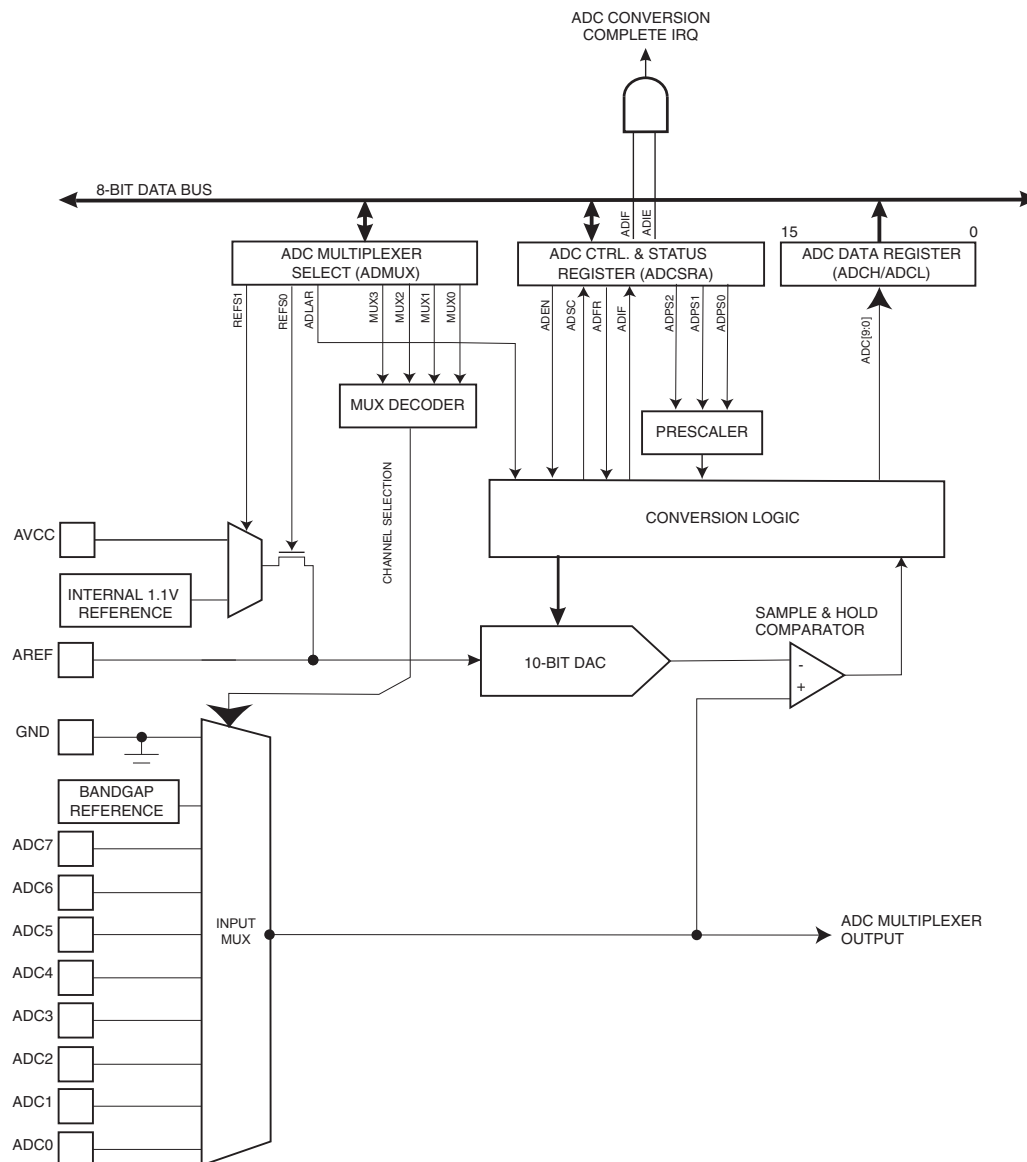 ADC CONVERSION
COMPLETE IRQ
8-BIT DATA BUS
ADIF
ADIE
15
0
ADC MULTIPLEXER
SELECT (ADMUX)
ADC CTRL. & STATUS
REGISTER (ADCSRA)
ADC DATA REGISTER
(ADCH/ADCL)
REFS1
REFS0
ADLAR
MUX3
MUX2
MUX1
MUX0
ADEN
ADSC
ADFR
ADIF
ADPS2
ADPS1
ADPS0
ADC[9:0]
MUX DECODER
PRESCALER
CHANNEL SELECTION
CONVERSION LOGIC
AVCC
INTERNAL 1.1V
REFERENCE
SAMPLE & HOLD
COMPARATOR
AREF
10-BIT DAC
-
+
GND
BANDGAP
REFERENCE
ADC7
ADC6
ADC5
INPUT
MUX
ADC MULTIPLEXER
OUTPUT
ADC4
ADC3
ADC2
ADC1
ADC0